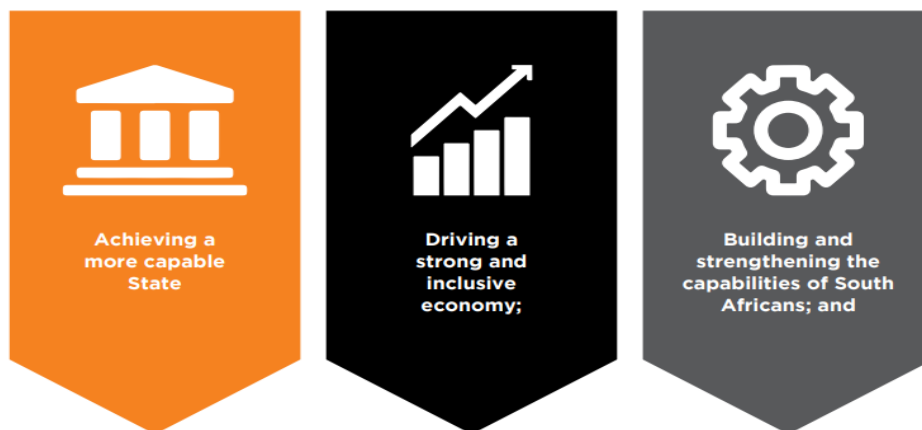 Achieving a
more capable
State
Driving a
strong and
inclusive
economy;
Building and
strengthening the
capabilities of South
Africans; and